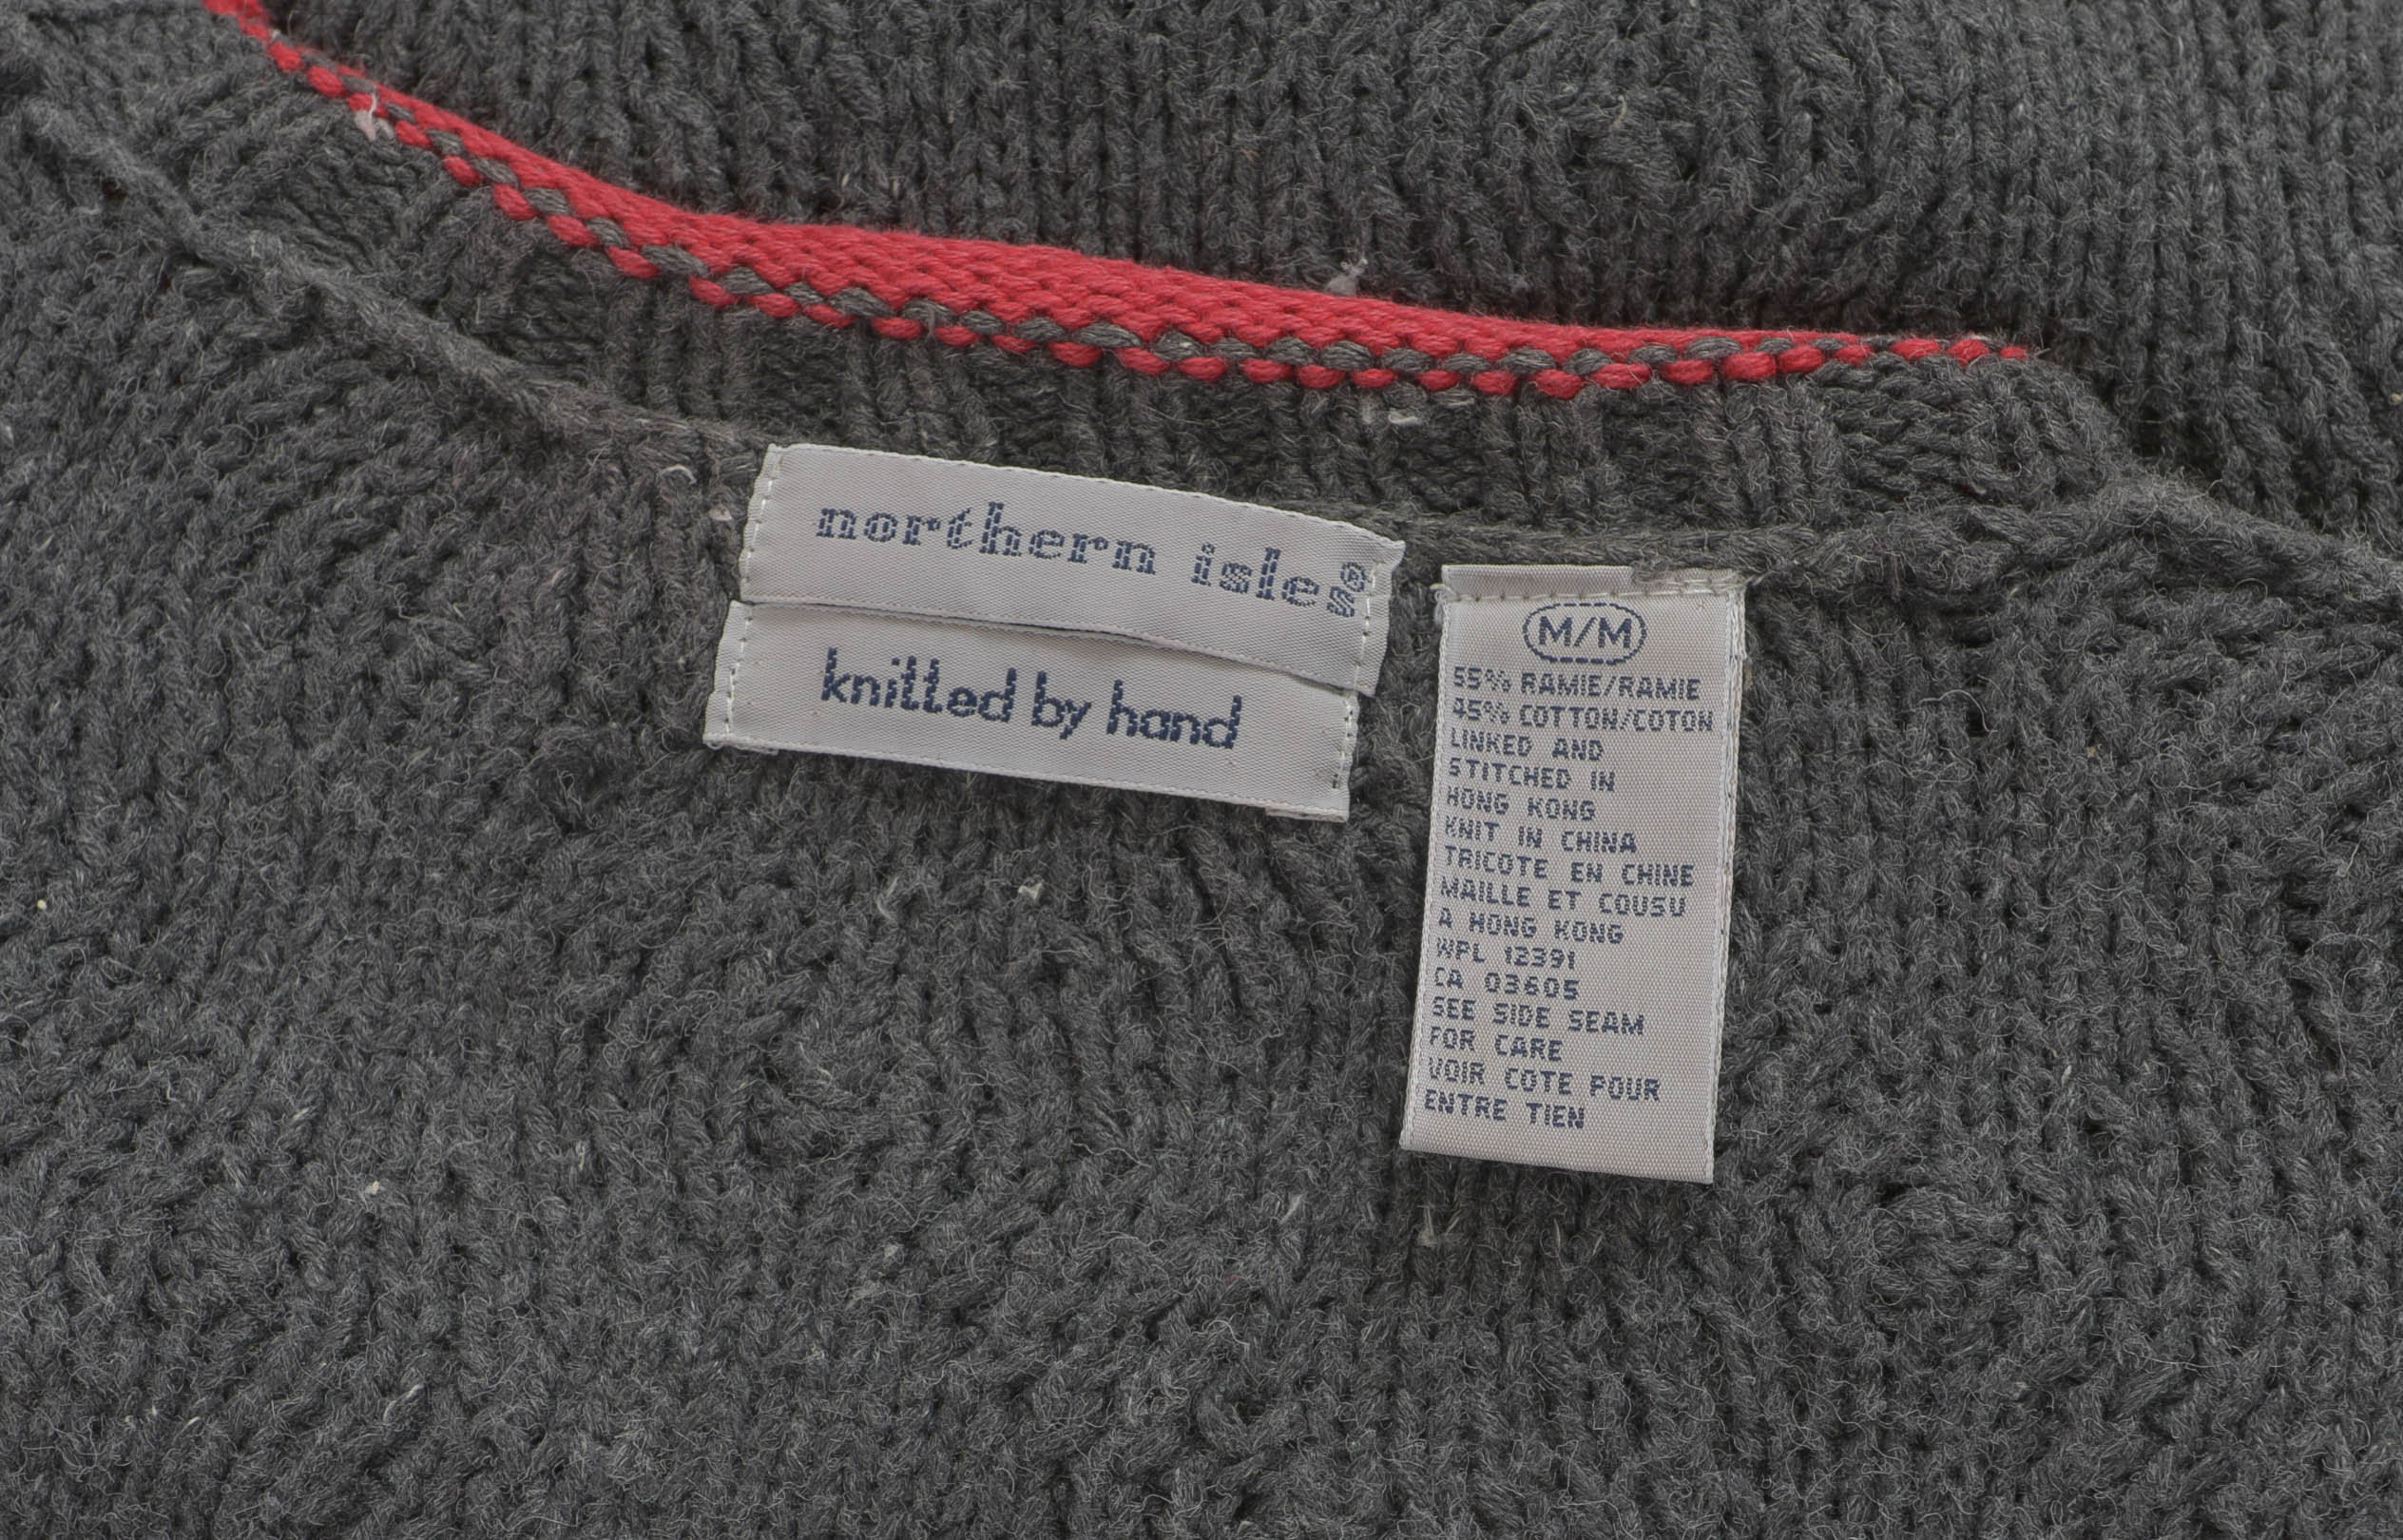 northern isles®
knitted by hand
M/M
55% RAMIE/RAMIE
45% COTTON/COTON
LINKED AND
STITCHED IN
HONG KONG
KNIT IN CHINA
TRICOTE EN CHINE
MAILLE ET COUSU
A HONG KONG
WPL 12391
CA 03605
SEE SIDE SEAM
FOR CARE
VOIR COTE POUR
ENTRE TIEN